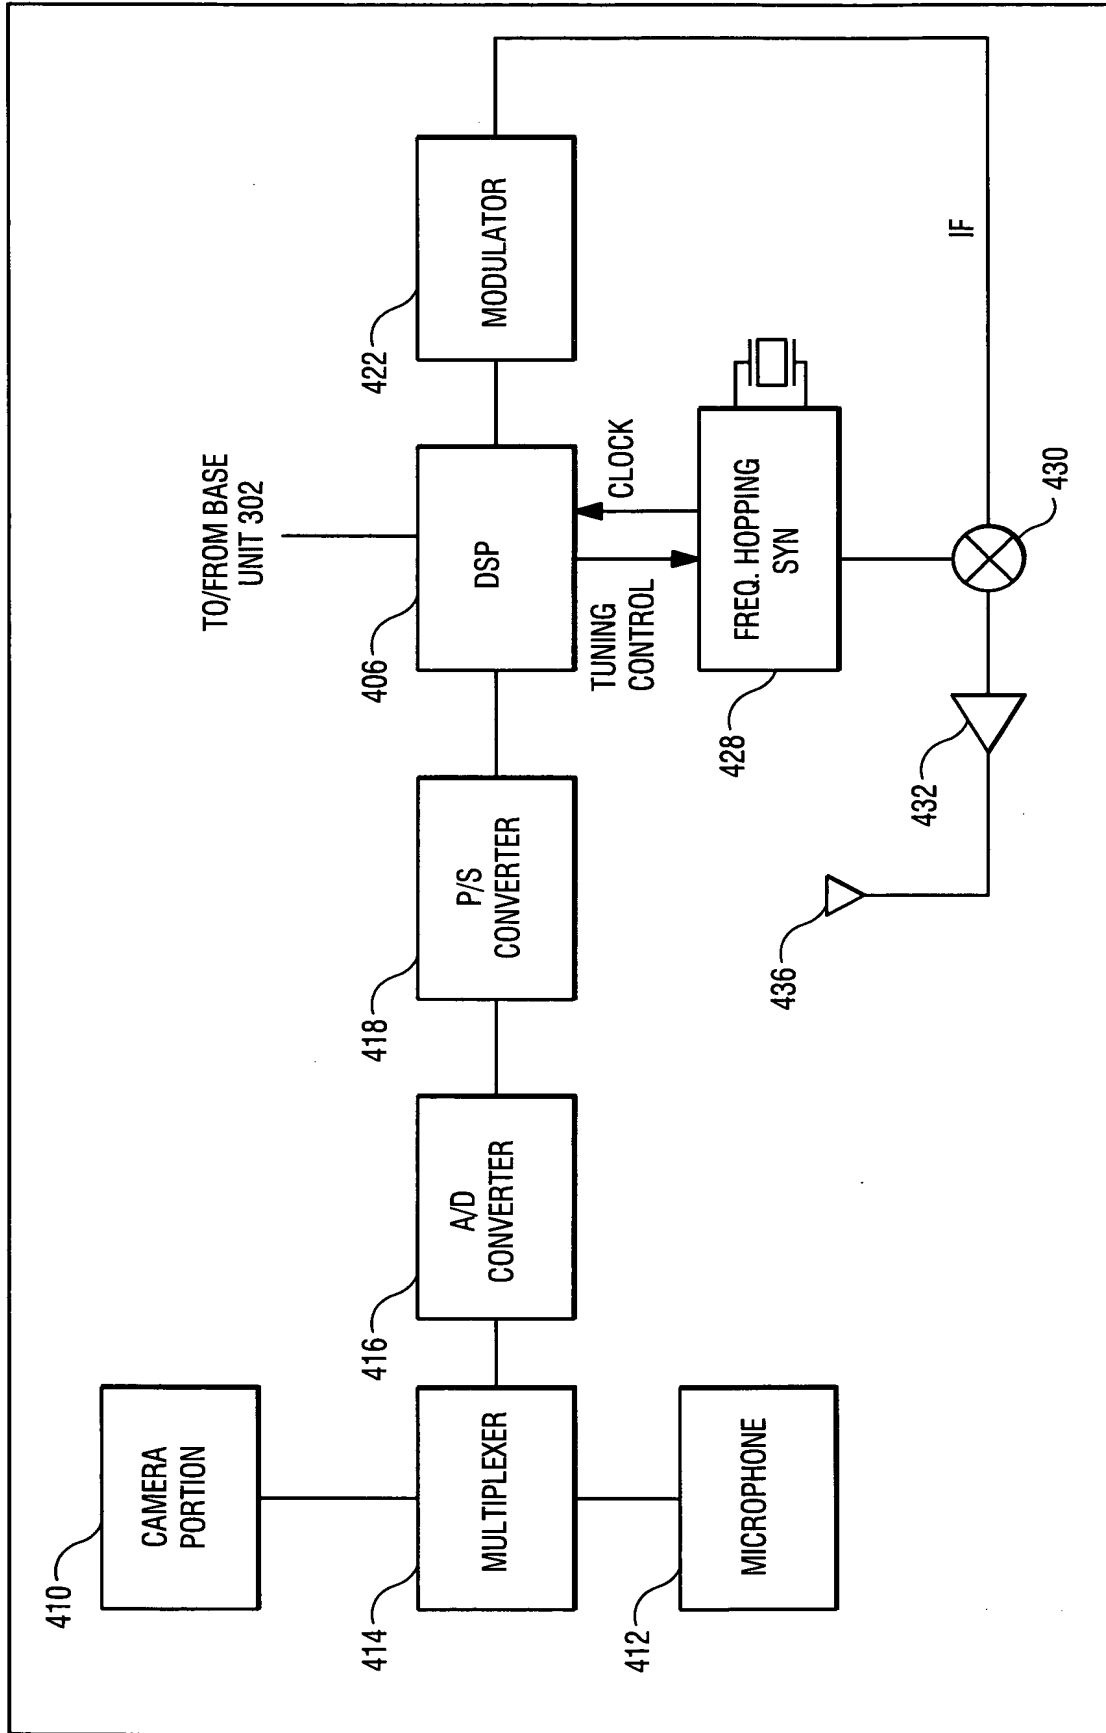 TO/FROM BASE
UNIT 302
410
CAMERA
PORTION
414
MULTIPLEXER
412
MICROPHONE
416
A/D
CONVERTER
418
P/S
CONVERTER
406
DSP
422
MODULATOR
TUNING
CONTROL
CLOCK
428
FREQ. HOPPING
SYN
IF
430
432
436